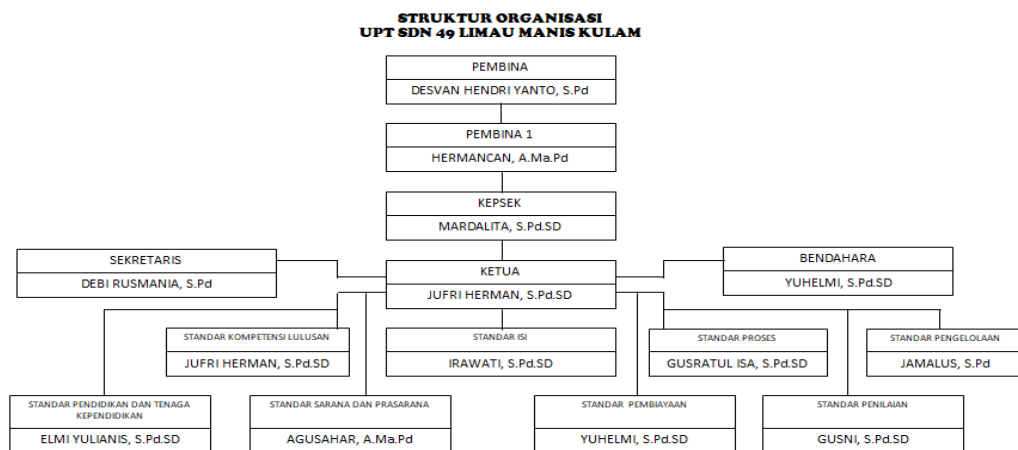 STRUKTUR ORGANISASI
UPT SDN 49 LIMAU MANIS KULAM
PEMBINA
DESVAN HENDRI YANTO, S.Pd
PEMBINA 1
HERMANCAN, A.Ma.Pd
KEPSEK
MARDALITA, S.Pd.SD
SEKRETARIS
DEBI RUSMANIA, S.Pd
KETUA
JUFRI HERMAN, S.Pd.SD
BENDAHARA
YUHELMI, S.Pd.SD
STANDAR KOMPETENSI LULUSAN
JUFRI HERMAN, S.Pd.SD
STANDAR ISI
IRAWATI, S.Pd.SD
STANDAR PROSES
GUSRATUL ISA, S.Pd.SD
STANDAR PENGELOLAAN
JAMALUS, S.Pd
STANDAR PENDIDIKAN DAN TENAGA
KEPENDIDIKAN
ELMI YULIANIS, S.Pd.SD
STANDAR SARANA DAN PRASARANA
AGUSAHAR, A.Ma.Pd
STANDAR PEMBIAYAAN
YUHELMI, S.Pd.SD
STANDAR PENILAIAN
GUSNI, S.Pd.SD